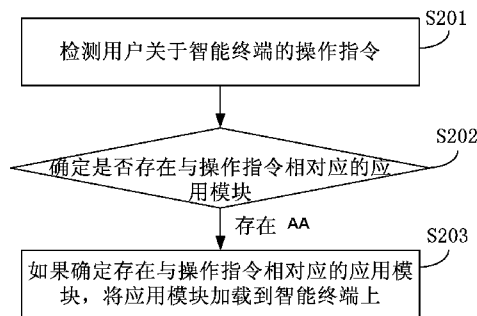 S201
检测用户关于智能终端的操作指令
S202
确定是否存在与操作指令相对应的应
用模块
存在 AA
S203
如果确定存在与操作指令相对应的应用模
块，将应用模块加载到智能终端上